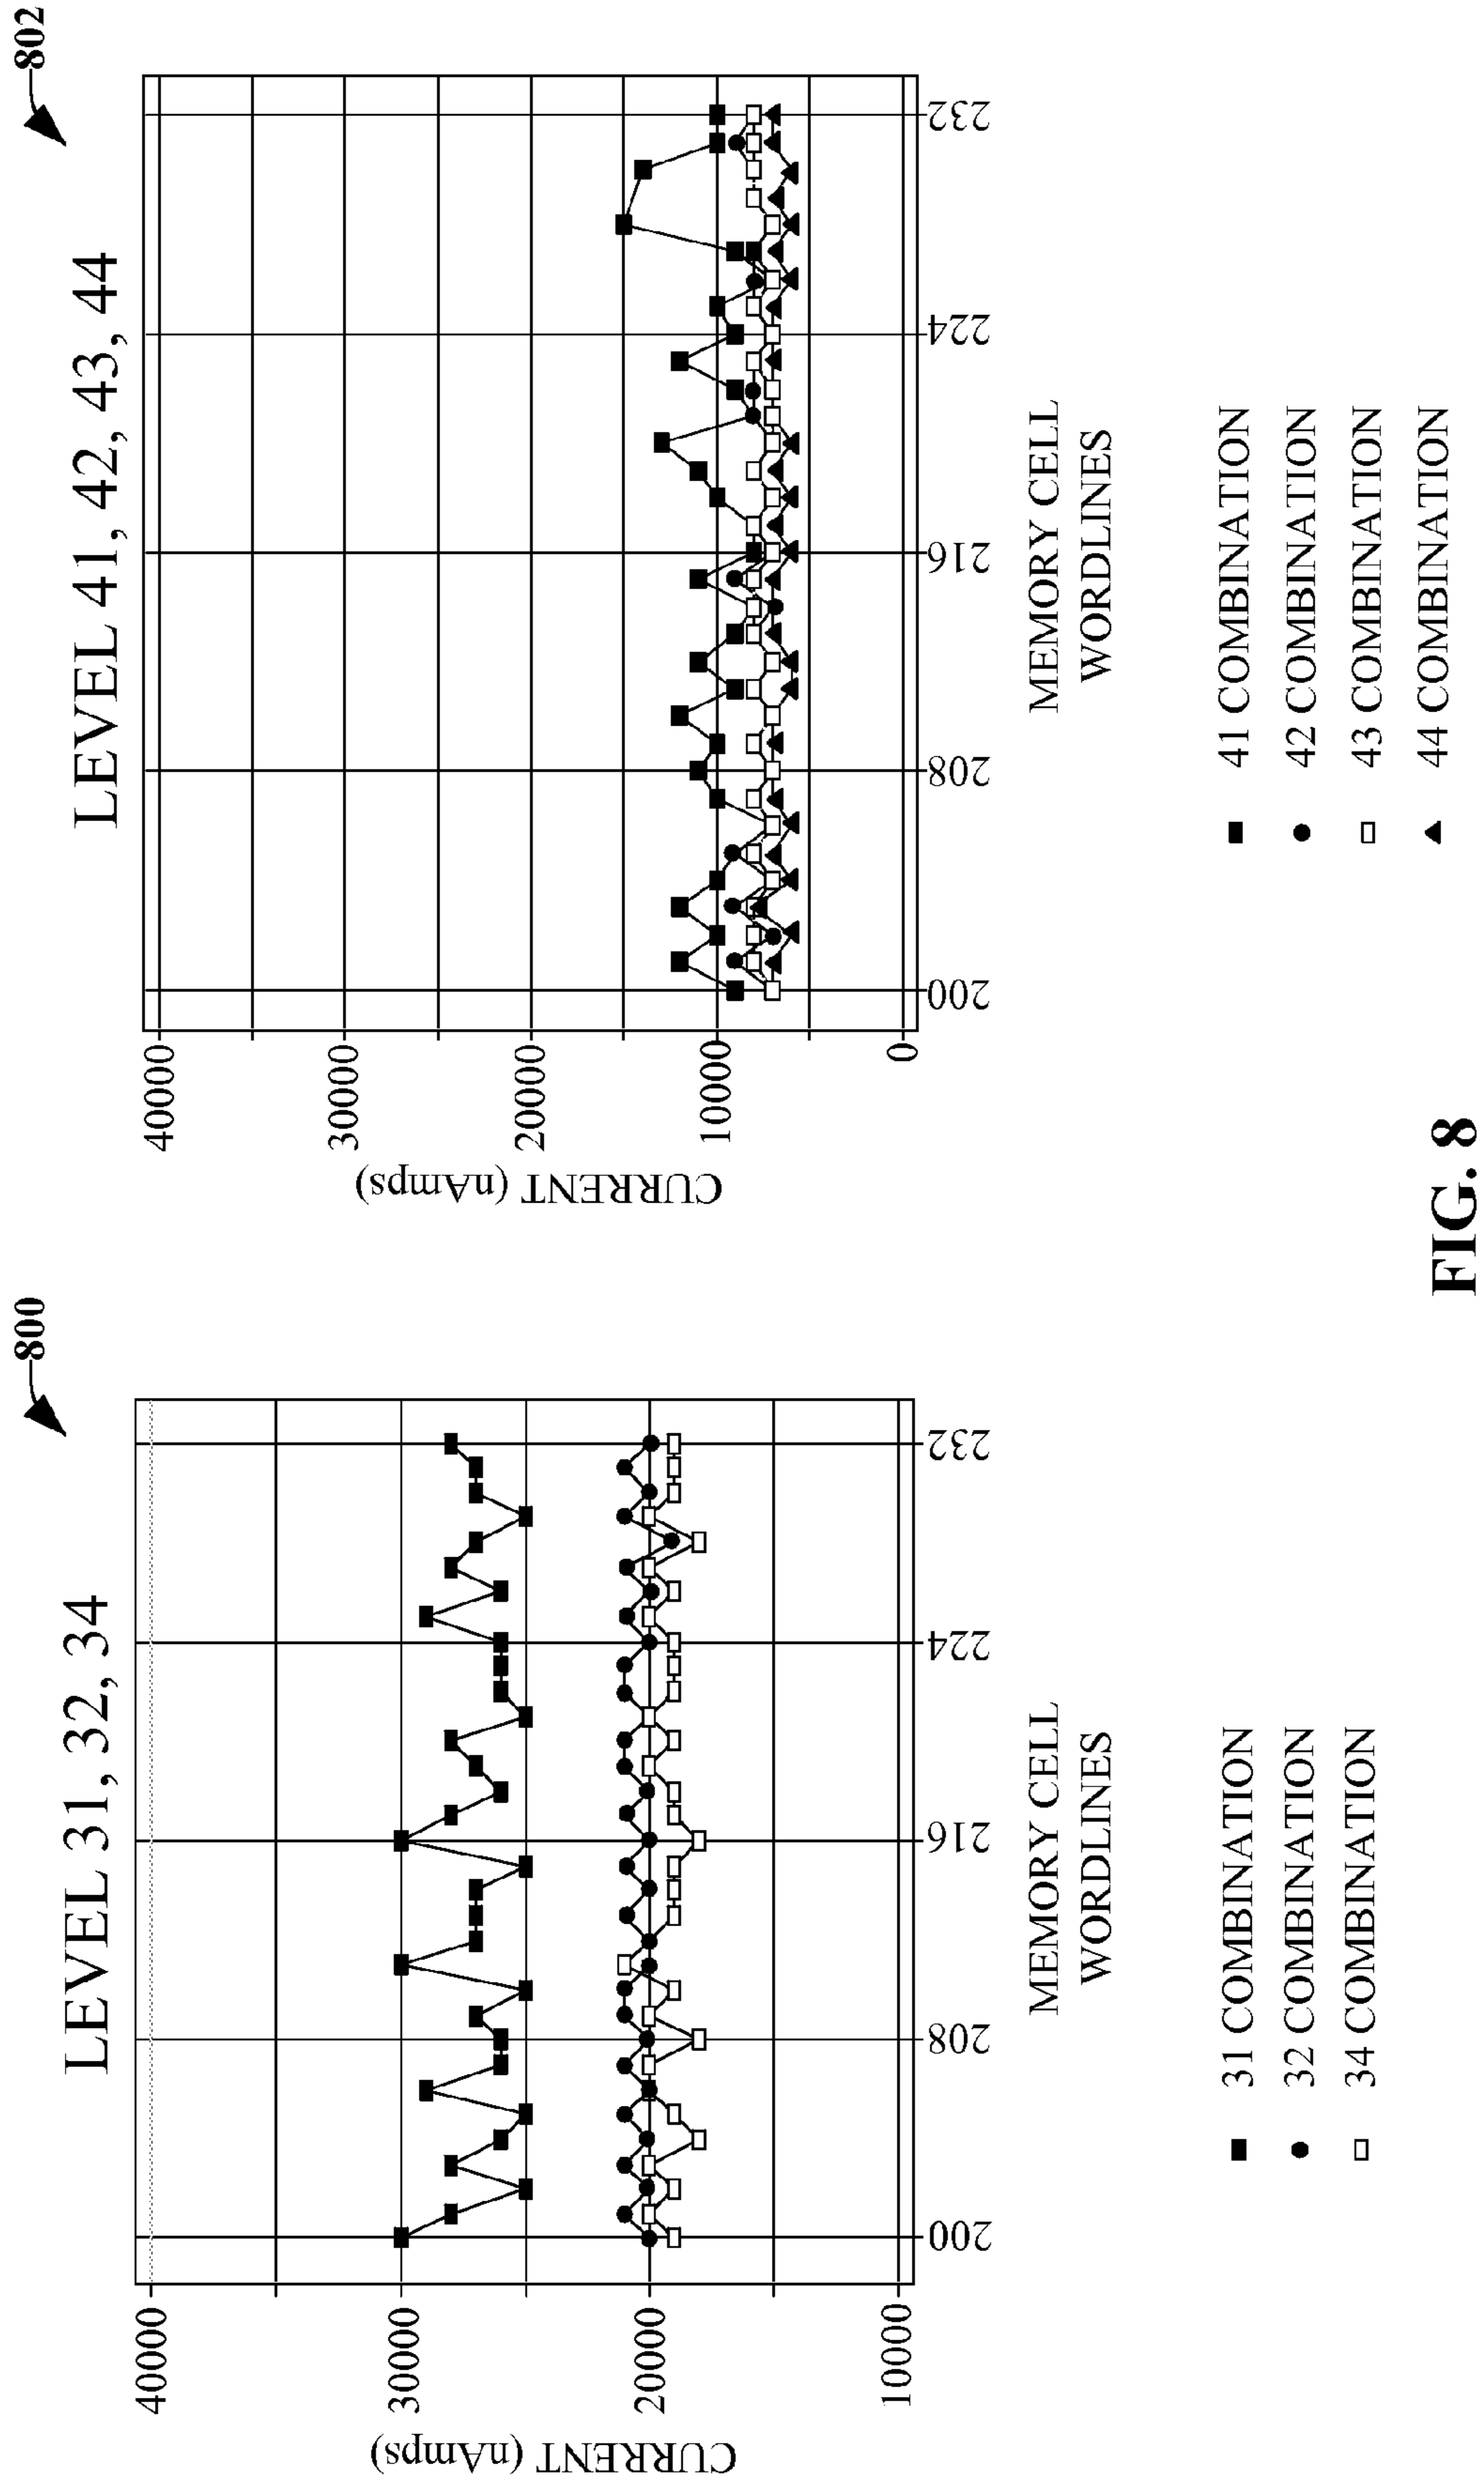 800
LEVEL 31, 32, 34
CURRENT (nAmps)
40000
30000
20000
10000
200
208
216
224
232
MEMORY CELL
WORDLINES
31 COMBINATION
32 COMBINATION
34 COMBINATION
802
LEVEL 41, 42, 43, 44
CURRENT (nAmps)
40000
30000
20000
10000
0
200
208
216
224
232
MEMORY CELL
WORDLINES
41 COMBINATION
42 COMBINATION
43 COMBINATION
44 COMBINATION
FIG. 8